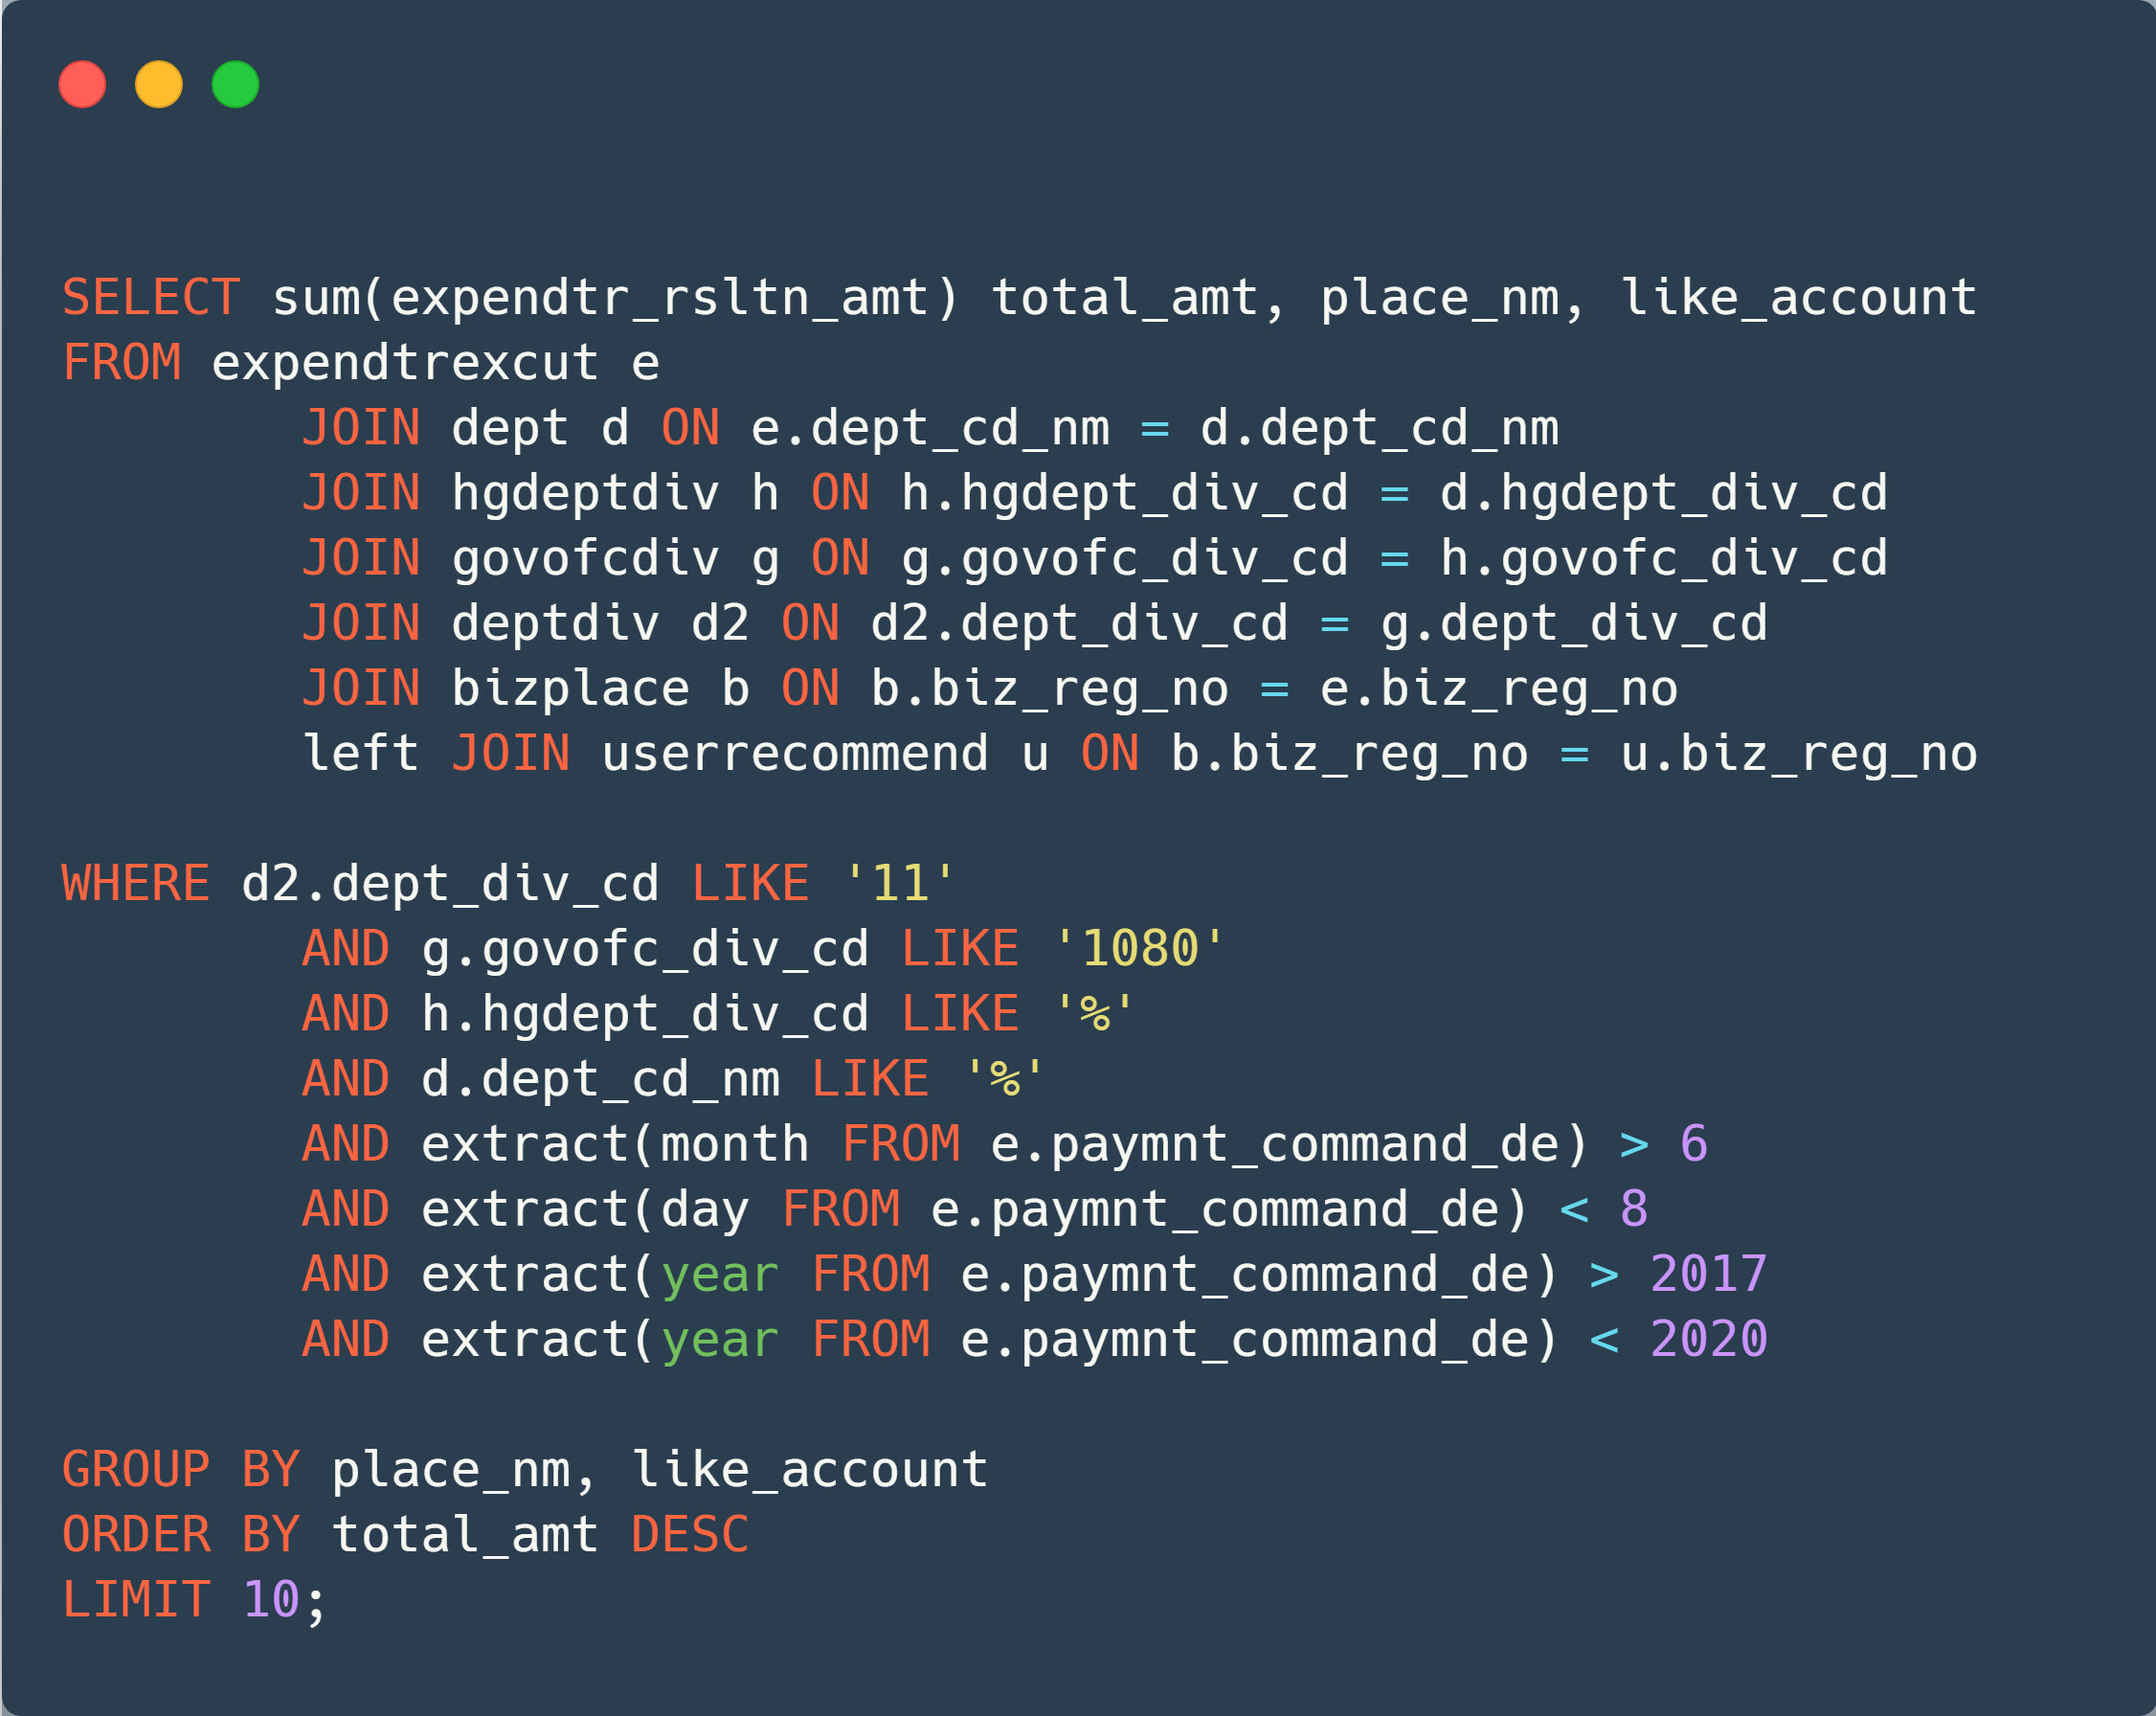 SELECT sum(expendtr_rsltn_amt) total_amt, place_nm, like_account
FROM expendtrexcut e
        JOIN dept d ON e.dept_cd_nm = d.dept_cd_nm
        JOIN hgdeptdiv h ON h.hgdept_div_cd = d.hgdept_div_cd
        JOIN govofcdiv g ON g.govofc_div_cd = h.govofc_div_cd
        JOIN deptdiv d2 ON d2.dept_div_cd = g.dept_div_cd
        JOIN bizplace b ON b.biz_reg_no = e.biz_reg_no
        left JOIN userrecommend u ON b.biz_reg_no = u.biz_reg_no
WHERE d2.dept_div_cd LIKE '11'
        AND g.govofc_div_cd LIKE '1080'
        AND h.hgdept_div_cd LIKE '%'
        AND d.dept_cd_nm LIKE '%'
        AND extract(month FROM e.paymnt_command_de) > 6
        AND extract(day FROM e.paymnt_command_de) < 8
        AND extract(year FROM e.paymnt_command_de) > 2017
        AND extract(year FROM e.paymnt_command_de) < 2020
GROUP BY place_nm, like_account
ORDER BY total_amt DESC
LIMIT 10;